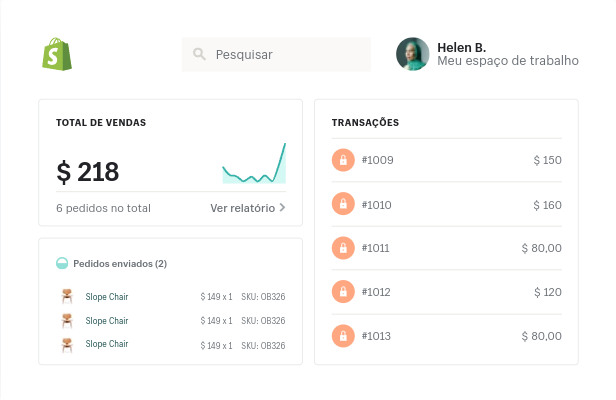 Pesquisar
Helen B.
Meu espaço de trabalho
TOTAL DE VENDAS
$ 218
6 pedidos no total
Ver relatório
Pedidos enviados (2)
Slope Chair $ 149 x 1 SKU: OB326
Slope Chair $ 149 x 1 SKU: OB326
Slope Chair $ 149 x 1 SKU: OB326
TRANSAÇÕES
#1009 $ 150
#1010 $ 160
#1011 $ 80,00
#1012 $ 120
#1013 $ 80,00